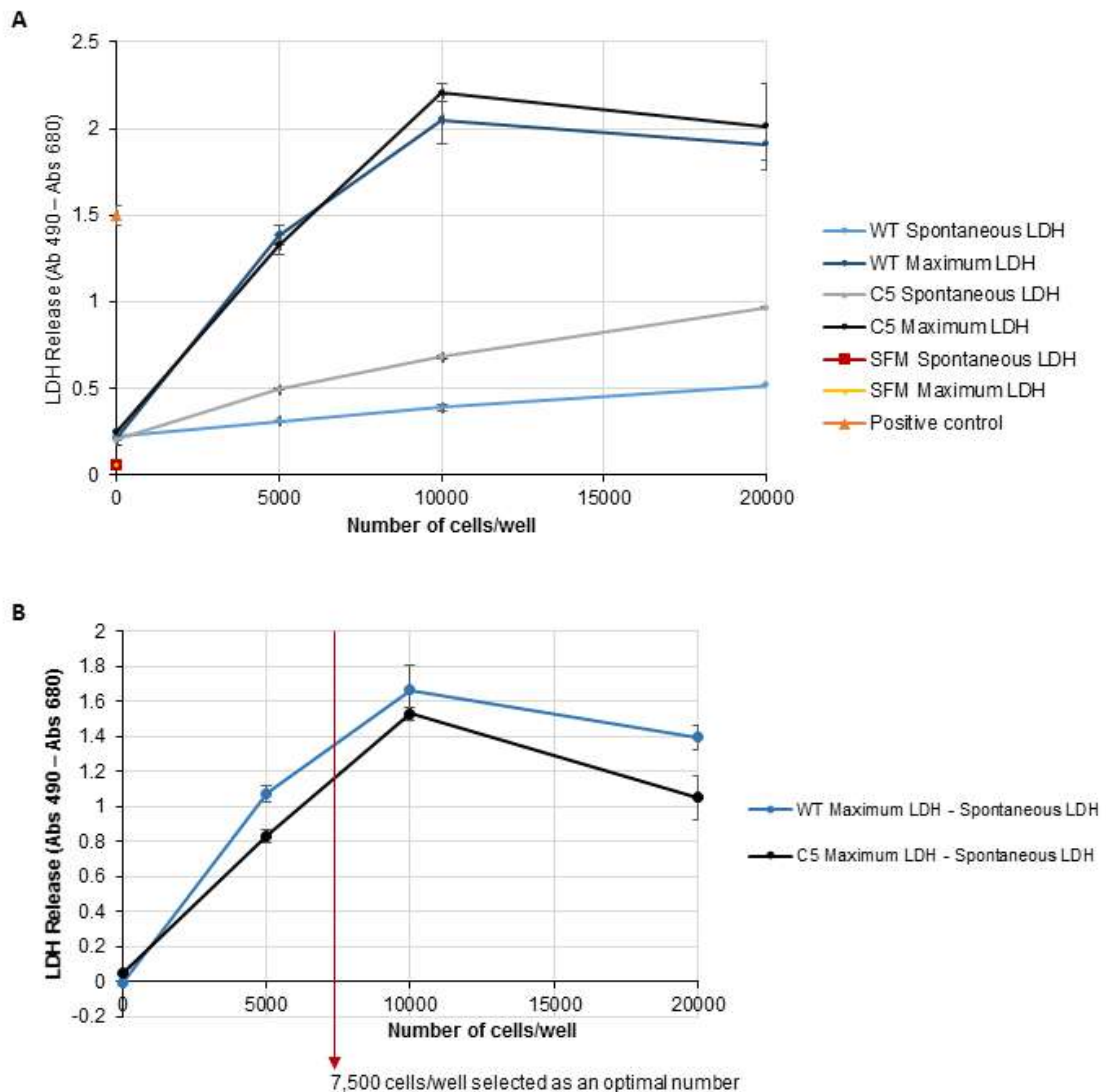 A
LDH Release (Ab 490 – Abs 680)
2.5
2
1.5
1
0.5
0
0
5000
10000
15000
20000
Number of cells/well
WT Spontaneous LDH
WT Maximum LDH
C5 Spontaneous LDH
C5 Maximum LDH
SFM Spontaneous LDH
SFM Maximum LDH
Positive control
B
LDH Release (Abs 490 – Abs 680)
2
1.8
1.6
1.4
1.2
1
0.8
0.6
0.4
0.2
0
-0.2
0
5000
10000
15000
20000
Number of cells/well
WT Maximum LDH - Spontaneous LDH
C5 Maximum LDH - Spontaneous LDH
7,500 cells/well selected as an optimal number